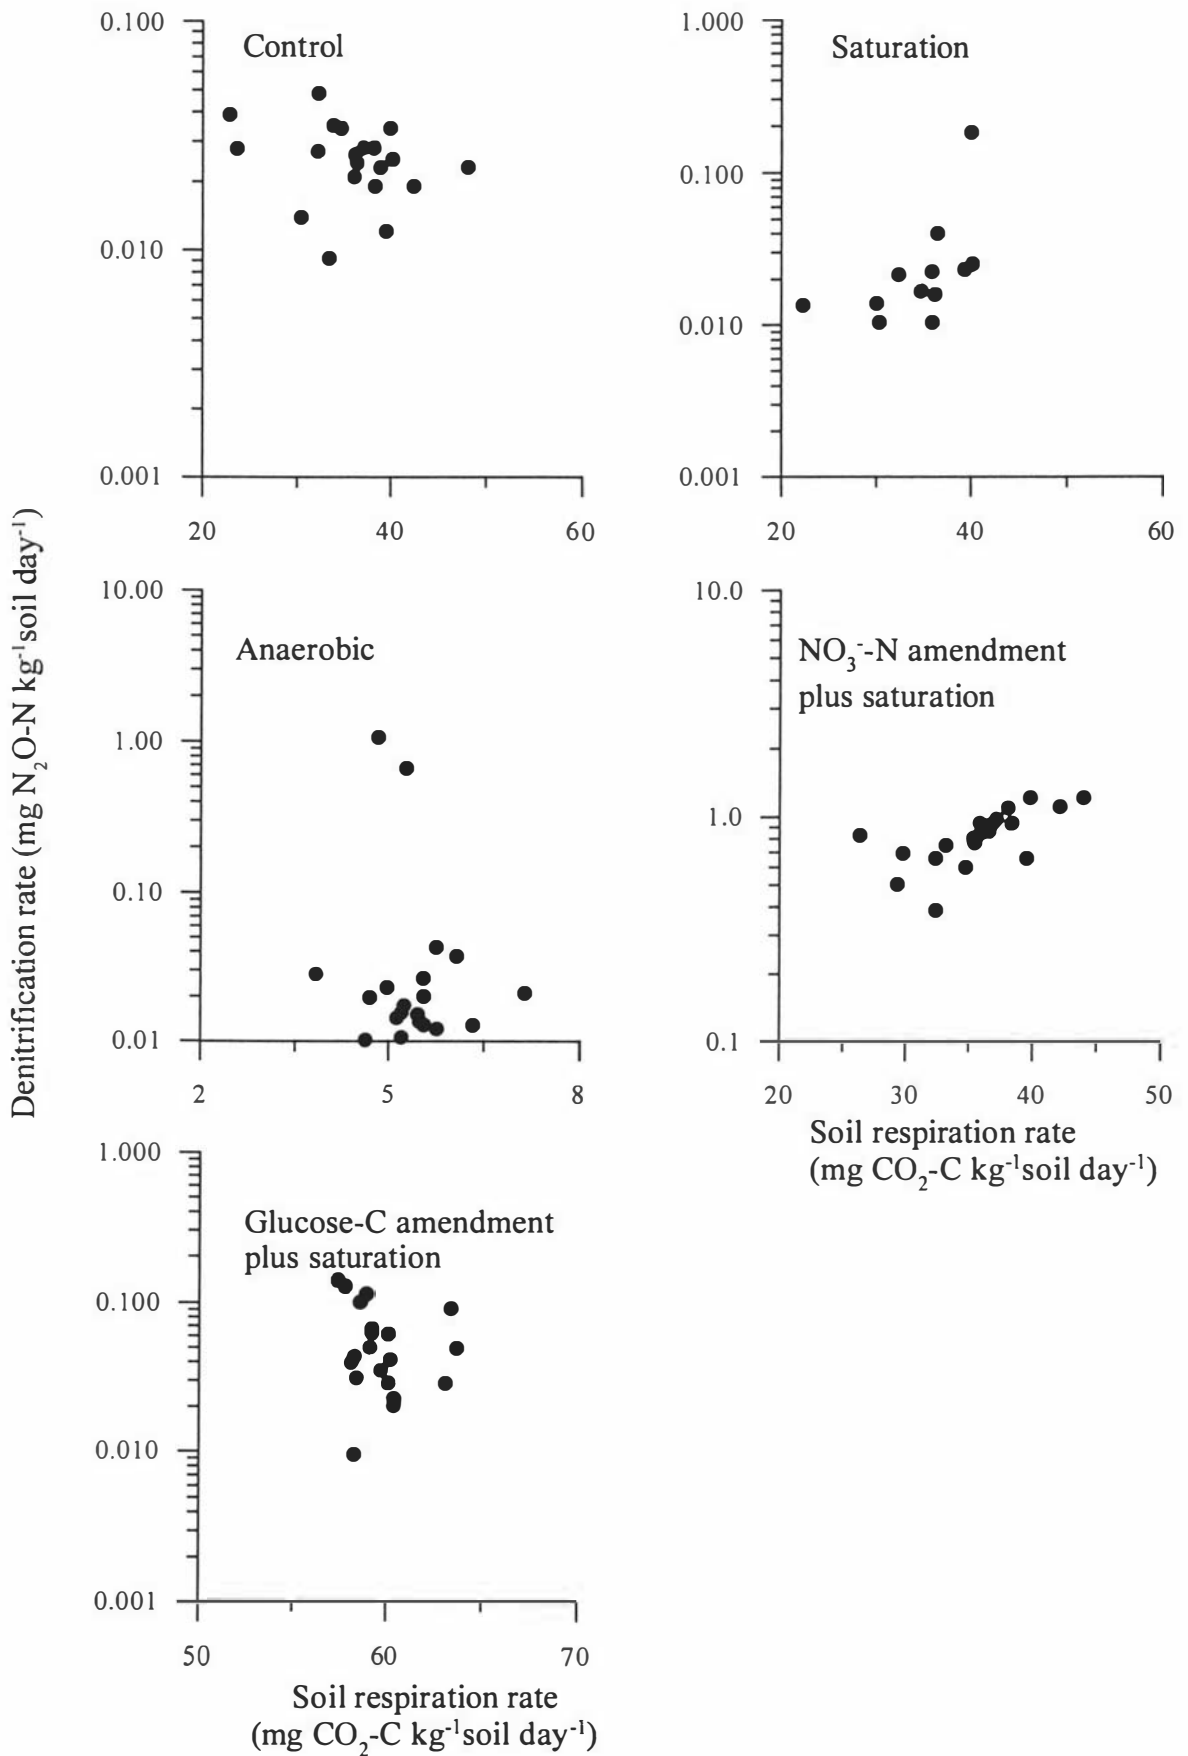 Denitrification rate (mg N₂O-N kg⁻¹soil day⁻¹)
Control
0.100
0.010
0.001
20 40 60
Saturation
1.000
0.100
0.010
0.001
20 40 60
Anaerobic
10.00
1.00
0.10
0.01
2 5 8
NO₃⁻-N amendment
plus saturation
10.0
1.0
0.1
20 30 40 50
Soil respiration rate
(mg CO₂-C kg⁻¹soil day⁻¹)
Glucose-C amendment
plus saturation
1.000
0.100
0.010
0.001
50 60 70
Soil respiration rate
(mg CO₂-C kg⁻¹soil day⁻¹)